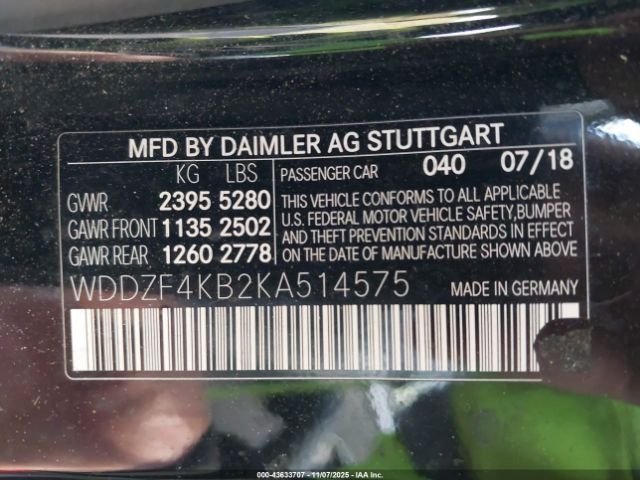 MFD BY DAIMLER AG STUTTGART
KG LBS
GVWR 2395 5280
GAWR FRONT 1135 2502
GAWR REAR 1260 2778
PASSENGER CAR 040 07/18
THIS VEHICLE CONFORMS TO ALL APPLICABLE
U.S. FEDERAL MOTOR VEHICLE SAFETY,BUMPER
AND THEFT PREVENTION STANDARDS IN EFFECT
ON DATE OF MANUFACTURE SHOWN ABOVE.
WDDZF4KB2KA514575 MADE IN GERMANY
000-43633707 - 11/07/2025 - IAA Inc.